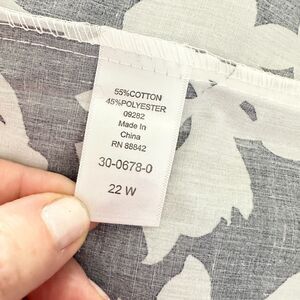 55%COTTON
45%POLYESTER
09282
Made In
China
RN 88842
30-0678-0
22 W